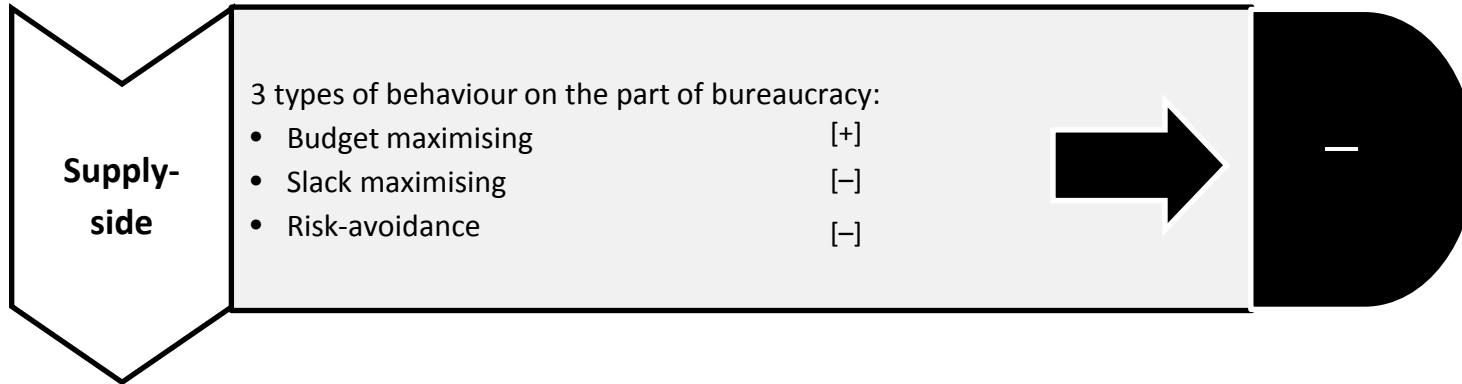 Supply-
side
3 types of behaviour on the part of bureaucracy:
• Budget maximising [+]
• Slack maximising [–]
• Risk-avoidance [–]
–